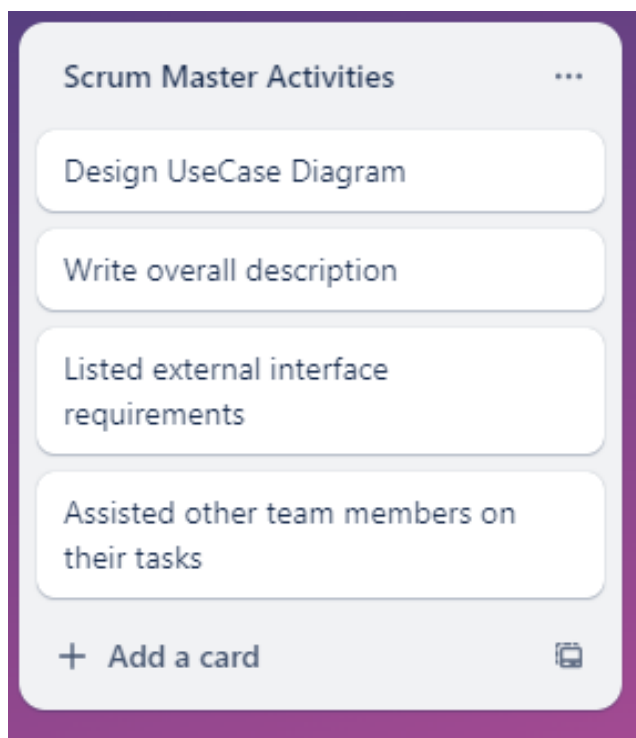 Scrum Master Activities
Design UseCase Diagram
Write overall description
Listed external interface
requirements
Assisted other team members on
their tasks
+ Add a card